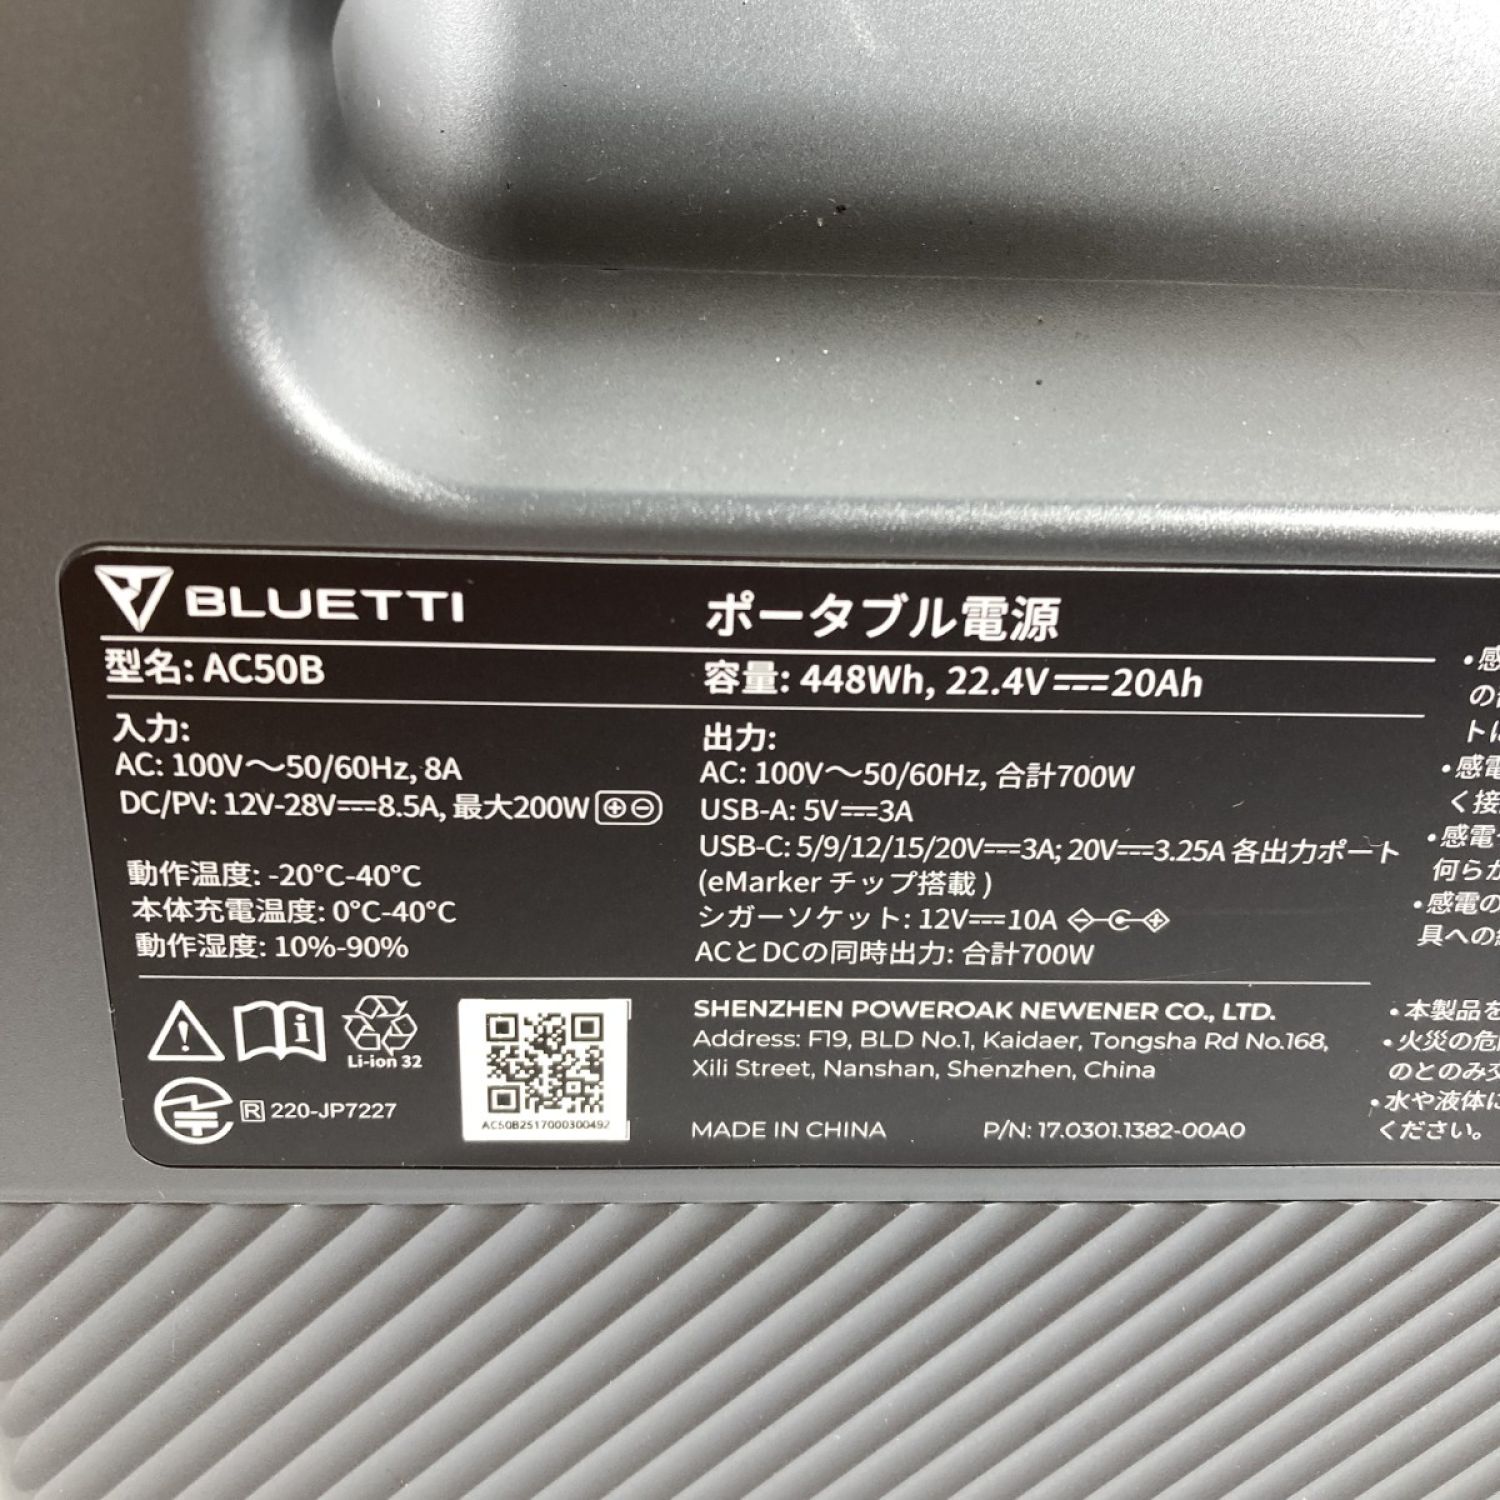 BLUETTI
ポータブル電源
型名: AC50B
容量: 448Wh, 22.4V⎓20Ah
入力:
AC: 100V～50/60Hz, 8A
DC/PV: 12V-28V⎓8.5A, 最大200W ⊕⊖
動作温度: -20°C-40°C
本体充電温度: 0°C-40°C
動作湿度: 10%-90%
出力:
AC: 100V～50/60Hz, 合計700W
USB-A: 5V⎓3A
USB-C: 5/9/12/15/20V⎓3A; 20V⎓3.25A 各出力ポート
(eMarker チップ搭載 )
シガーソケット: 12V⎓10A
ACとDCの同時出力: 合計700W
Li-ion 32
R 220-JP7227
AC50B2517000300492
SHENZHEN POWEROAK NEWENER CO., LTD.
Address: F19, BLD No.1, Kaidaer, Tongsha Rd No.168,
Xili Street, Nanshan, Shenzhen, China
MADE IN CHINA
P/N: 17.0301.1382-00A0
•感
の
トに
•感電
く接
•感電
何らか
•感電の
具への
•本製品を
•火災の危
のとのみ
•水や液体に
ください。